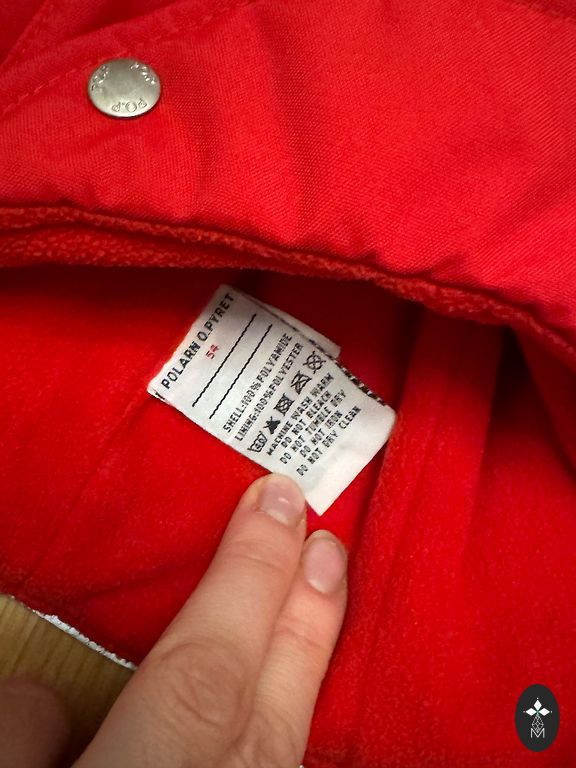 P.O.P
POLARN O.PYRET
54
SHELL:100% POLYAMIDE
LINING:100% POLYESTER
MACHINE WASH WARM
DO NOT BLEACH
DO NOT TUMBLE DRY
DO NOT IRON
DO NOT DRY CLEAN
M